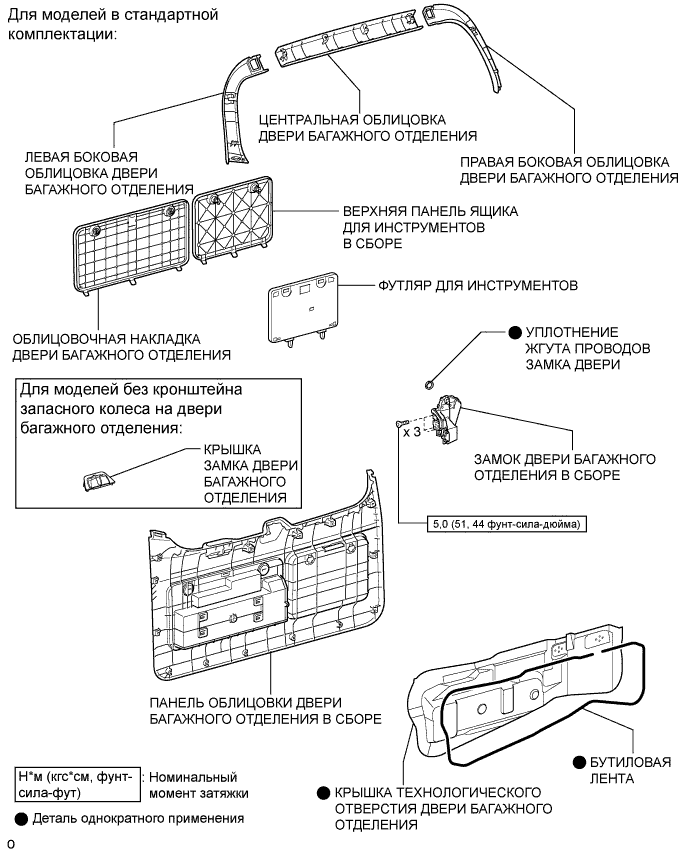 Для моделей в стандартной
комплектации:
ЦЕНТРАЛЬНАЯ ОБЛИЦОВКА
ДВЕРИ БАГАЖНОГО ОТДЕЛЕНИЯ
ЛЕВАЯ БОКОВАЯ
ОБЛИЦОВКА ДВЕРИ
БАГАЖНОГО ОТДЕЛЕНИЯ
ПРАВАЯ БОКОВАЯ ОБЛИЦОВКА
ДВЕРИ БАГАЖНОГО ОТДЕЛЕНИЯ
ВЕРХНЯЯ ПАНЕЛЬ ЯЩИКА
ДЛЯ ИНСТРУМЕНТОВ
В СБОРЕ
ФУТЛЯР ДЛЯ ИНСТРУМЕНТОВ
ОБЛИЦОВОЧНАЯ НАКЛАДКА
ДВЕРИ БАГАЖНОГО ОТДЕЛЕНИЯ
УПЛОТНЕНИЕ
ЖГУТА ПРОВОДОВ
ЗАМКА ДВЕРИ
Для моделей без кронштейна
запасного колеса на двери
багажного отделения:
КРЫШКА
ЗАМКА ДВЕРИ
БАГАЖНОГО
ОТДЕЛЕНИЯ
x 3
ЗАМОК ДВЕРИ БАГАЖНОГО
ОТДЕЛЕНИЯ В СБОРЕ
5,0 (51, 44 фунт-сила-дюйма)
ПАНЕЛЬ ОБЛИЦОВКИ ДВЕРИ
БАГАЖНОГО ОТДЕЛЕНИЯ В СБОРЕ
БУТИЛОВАЯ
ЛЕНТА
КРЫШКА ТЕХНОЛОГИЧЕСКОГО
ОТВЕРСТИЯ ДВЕРИ БАГАЖНОГО
ОТДЕЛЕНИЯ
Н*м (кгс*см, фунт-
сила-фут)
: Номинальный
момент затяжки
Деталь однократного применения
O